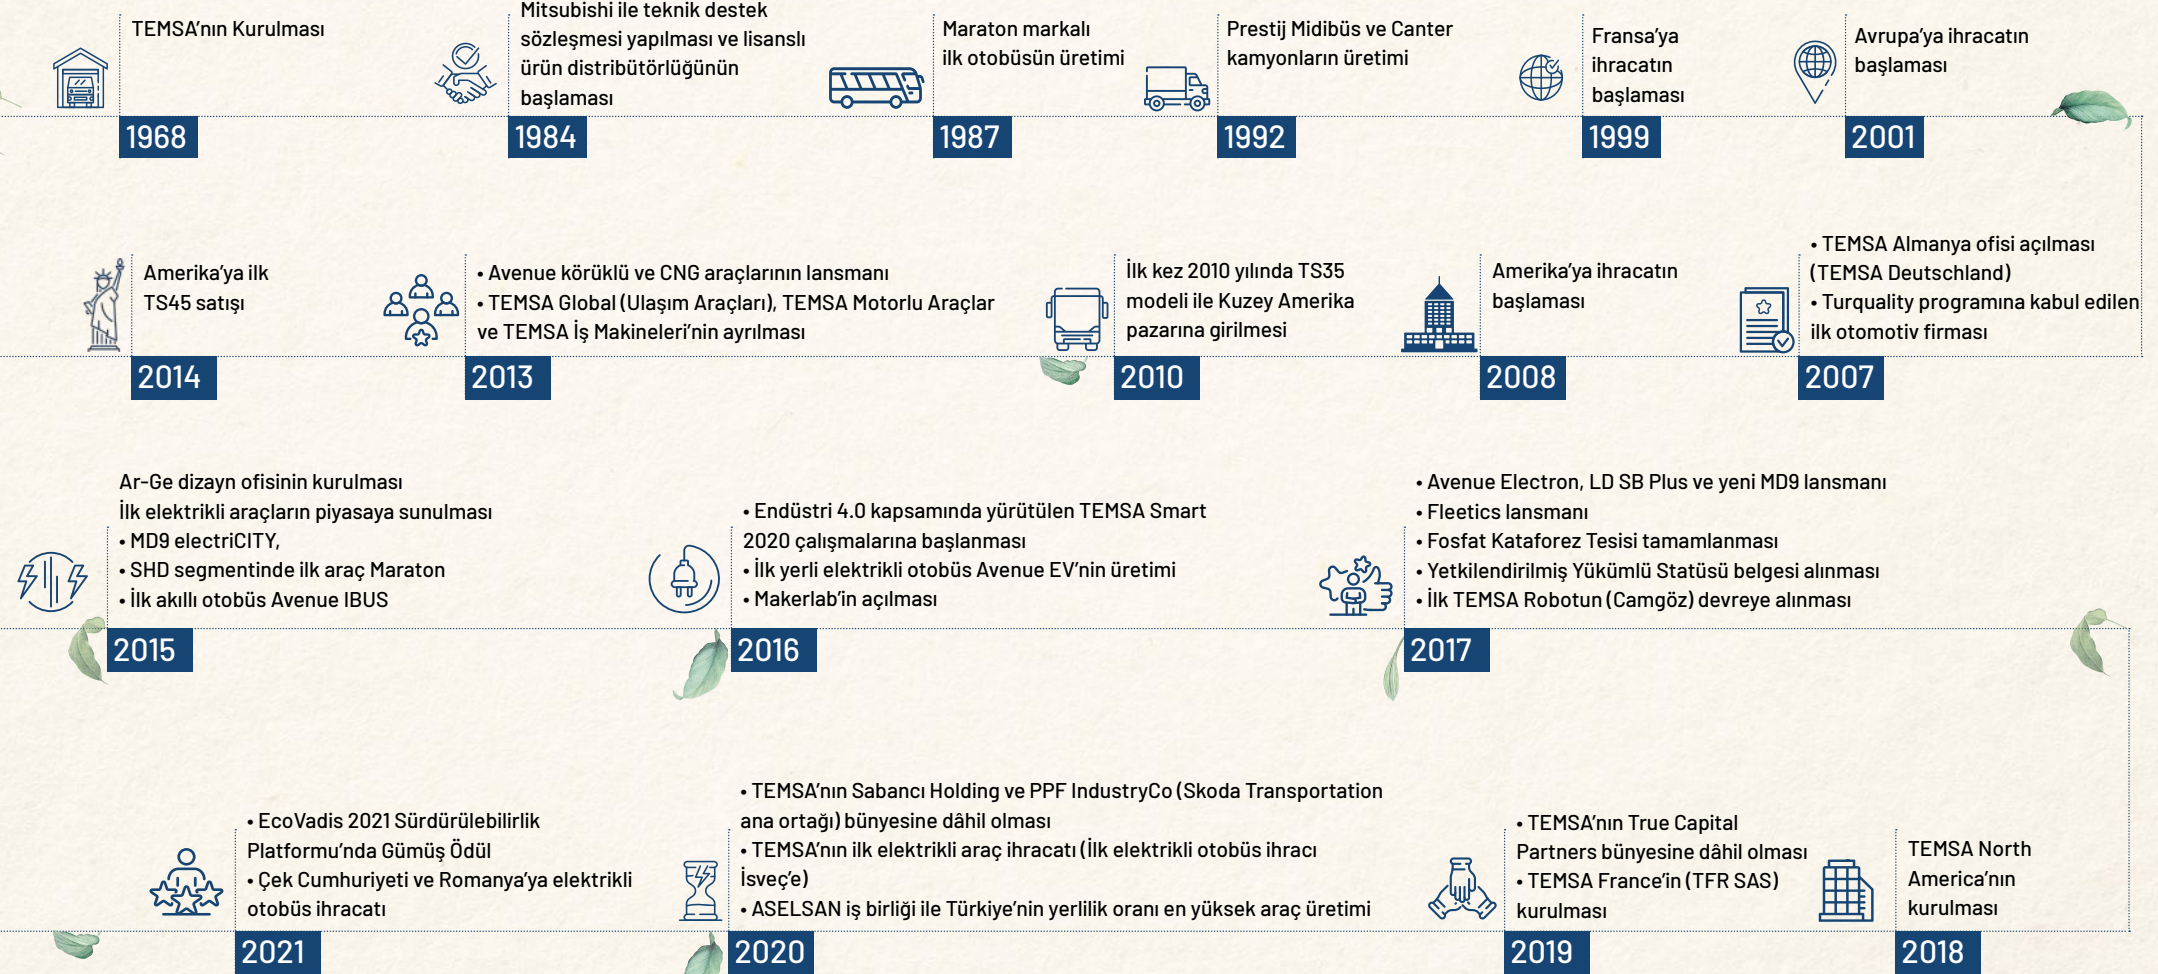 TEMSA’nın Kurulması
1968
Mitsubishi ile teknik destek
sözleşmesi yapılması ve lisanslı
ürün distribütörlüğünün
başlaması
1984
Maraton markalı
ilk otobüsün üretimi
1987
Prestij Midibüs ve Canter
kamyonların üretimi
1992
Fransa’ya
ihracatın
başlaması
1999
Avrupa’ya ihracatın
başlaması
2001
• TEMSA Almanya ofisi açılması
(TEMSA Deutschland)
• Turquality programına kabul edilen
ilk otomotiv firması
2007
Amerika’ya ihracatın
başlaması
2008
İlk kez 2010 yılında TS35
modeli ile Kuzey Amerika
pazarına girilmesi
2010
• Avenue körüklü ve CNG araçlarının lansmanı
• TEMSA Global (Ulaşım Araçları), TEMSA Motorlu Araçlar
ve TEMSA İş Makineleri’nin ayrılması
2013
Amerika’ya ilk
TS45 satışı
2014
Ar-Ge dizayn ofisinin kurulması
İlk elektrikli araçların piyasaya sunulması
• MD9 electriCITY,
• SHD segmentinde ilk araç Maraton
• İlk akıllı otobüs Avenue IBUS
2015
• Endüstri 4.0 kapsamında yürütülen TEMSA Smart
2020 çalışmalarına başlanması
• İlk yerli elektrikli otobüs Avenue EV’nin üretimi
• Makerlab’in açılması
2016
• Avenue Electron, LD SB Plus ve yeni MD9 lansmanı
• Fleetics lansmanı
• Fosfat Kataforez Tesisi tamamlanması
• Yetkilendirilmiş Yükümlü Statüsü belgesi alınması
• İlk TEMSA Robotun (Camgöz) devreye alınması
2017
TEMSA North
America’nın
kurulması
2018
• TEMSA’nın True Capital
Partners bünyesine dâhil olması
• TEMSA France’in (TFR SAS)
kurulması
2019
• TEMSA’nın Sabancı Holding ve PPF IndustryCo (Skoda Transportation
ana ortağı) bünyesine dâhil olması
• TEMSA’nın ilk elektrikli araç ihracatı (İlk elektrikli otobüs ihracı
İsveç’e)
• ASELSAN iş birliği ile Türkiye’nin yerlilik oranı en yüksek araç üretimi
2020
• EcoVadis 2021 Sürdürülebilirlik
Platformu’nda Gümüş Ödül
• Çek Cumhuriyeti ve Romanya’ya elektrikli
otobüs ihracatı
2021